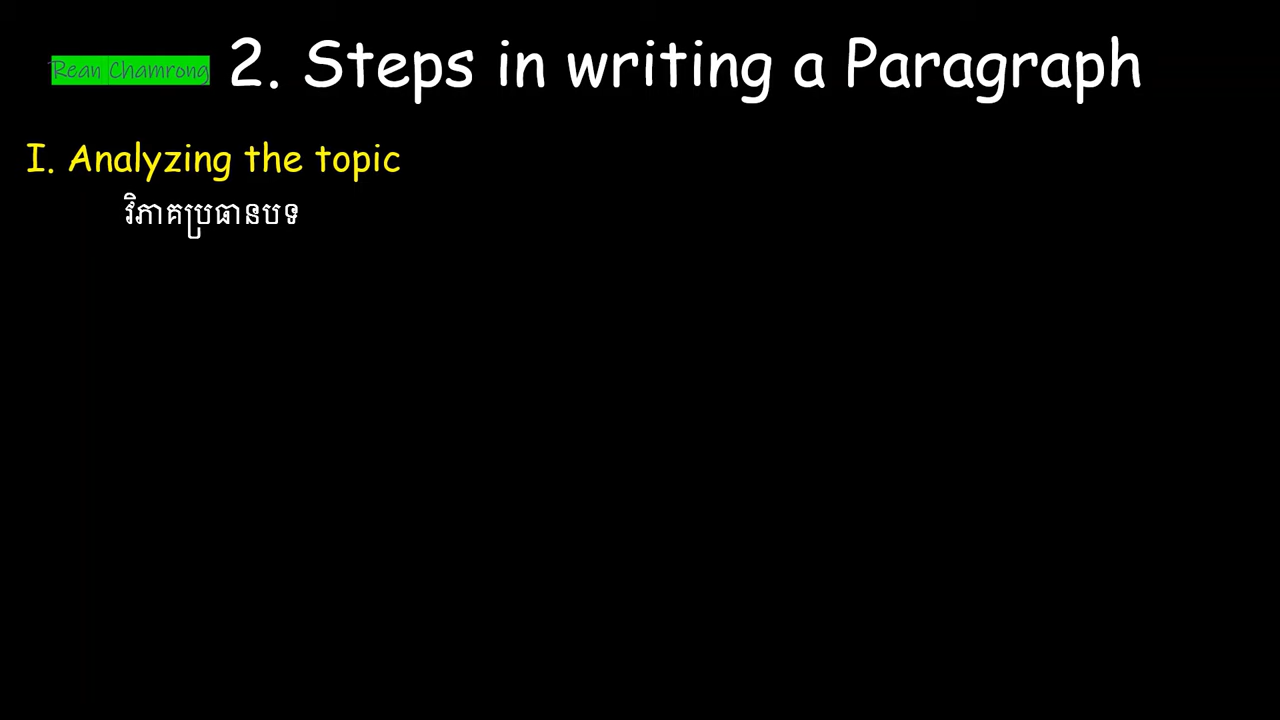 Rean Chamrong 2. Steps in writing a Paragraph
I. Analyzing the topic
វិភាគប្រធានបទ